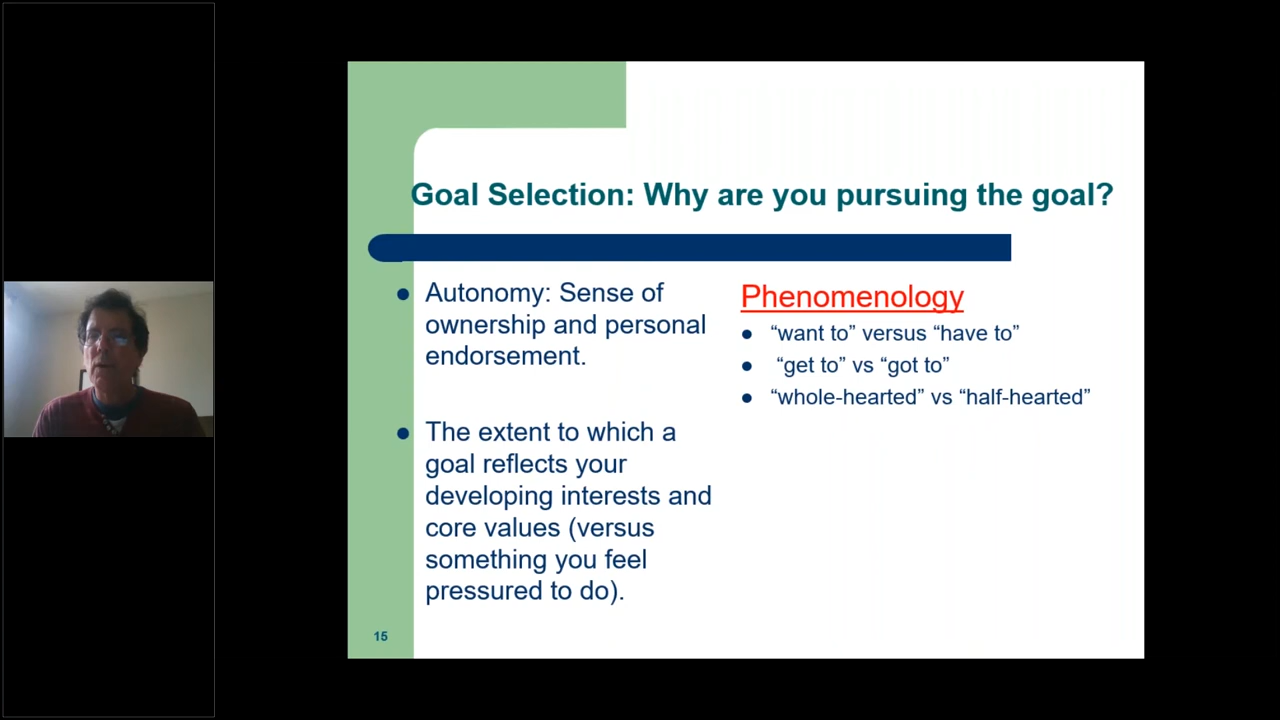 Goal Selection: Why are you pursuing the goal?
● Autonomy: Sense of
ownership and personal
endorsement.
● The extent to which a
goal reflects your
developing interests and
core values (versus
something you feel
pressured to do).
Phenomenology
● “want to” versus “have to”
● “get to” vs “got to”
● “whole-hearted” vs “half-hearted”
15